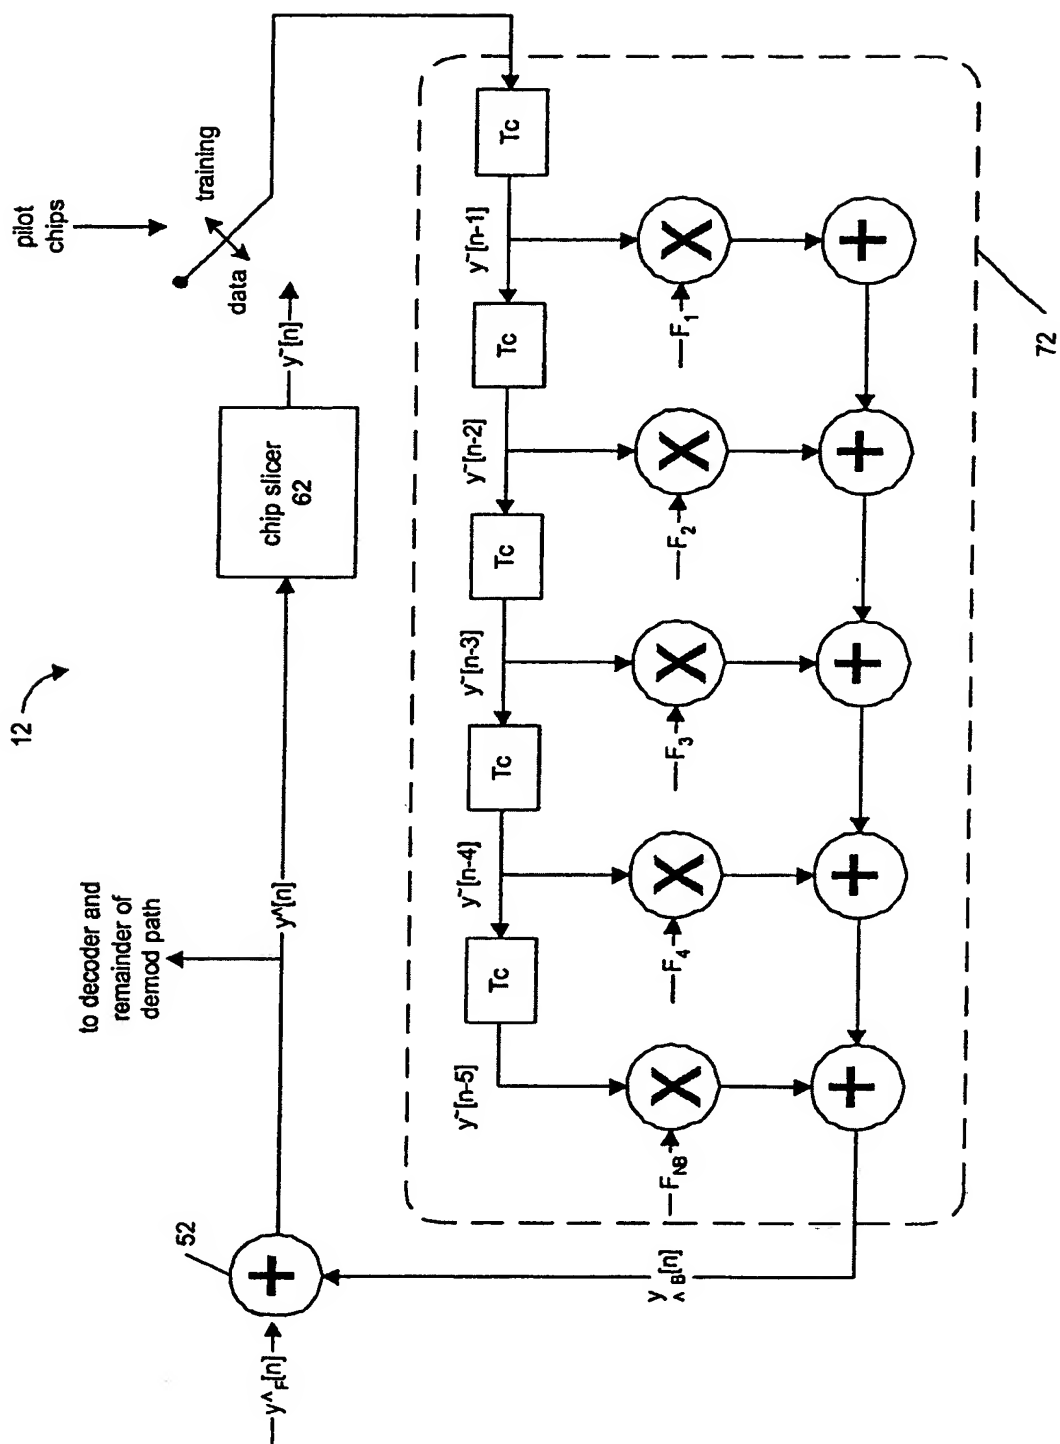 12
pilot
chips
training
data
to decoder and
remainder of
demod path
52
y^F[n]
y^[n]
chip slicer
62
y~[n]
Tc
Tc
Tc
Tc
Tc
y~[n-5]
y~[n-4]
y~[n-3]
y~[n-2]
y~[n-1]
FNB
F4
F3
F2
F1
y^B[n]
72